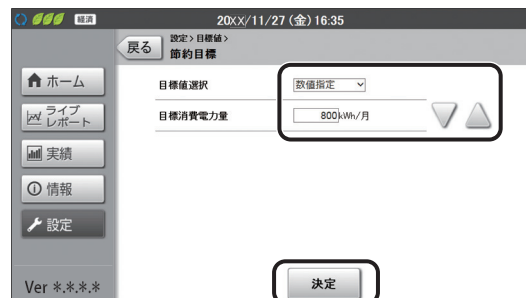 経済 20XX/11/27 (金) 16:35
戻る
設定>目標値>
節約目標
ホーム
ライブ
レポート
実績
情報
設定
Ver *.*.*.*
目標値選択 数値指定
目標消費電力量 800kWh/月
決定